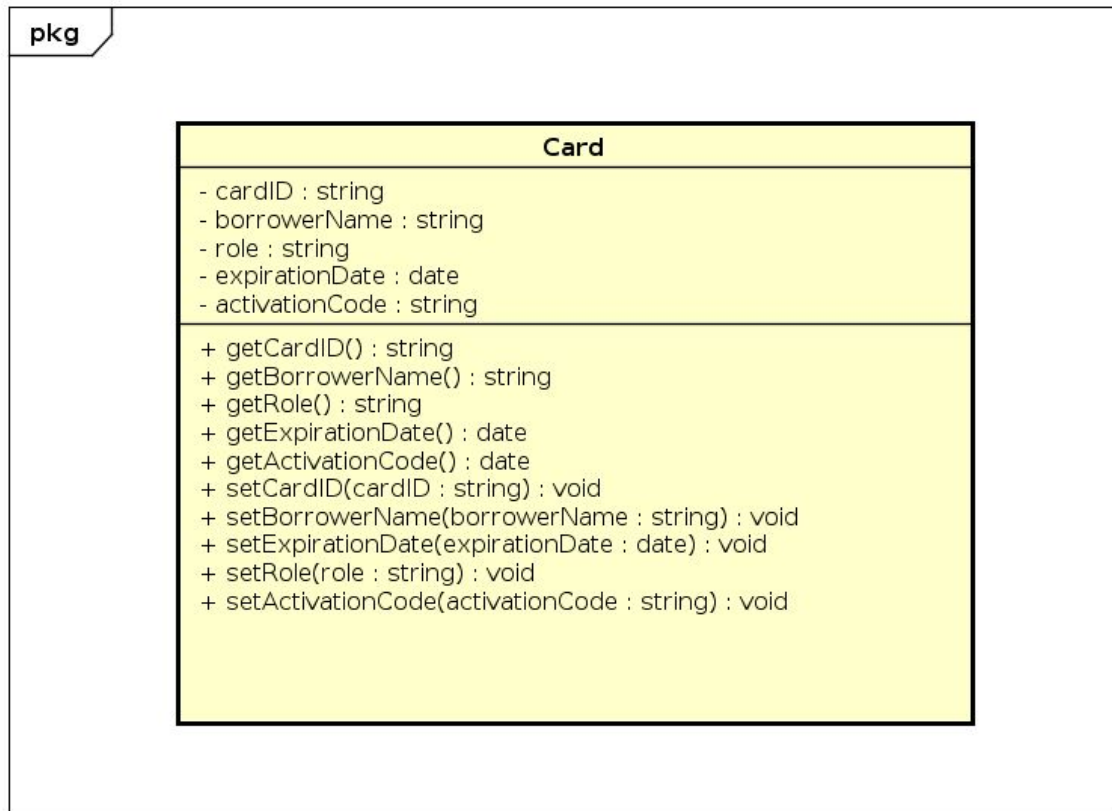 pkg
Card
- cardID : string
- borrowerName : string
- role : string
- expirationDate : date
- activationCode : string
+ getCardID() : string
+ getBorrowerName() : string
+ getRole() : string
+ getExpirationDate() : date
+ getActivationCode() : date
+ setCardID(cardID : string) : void
+ setBorrowerName(borrowerName : string) : void
+ setExpirationDate(expirationDate : date) : void
+ setRole(role : string) : void
+ setActivationCode(activationCode : string) : void